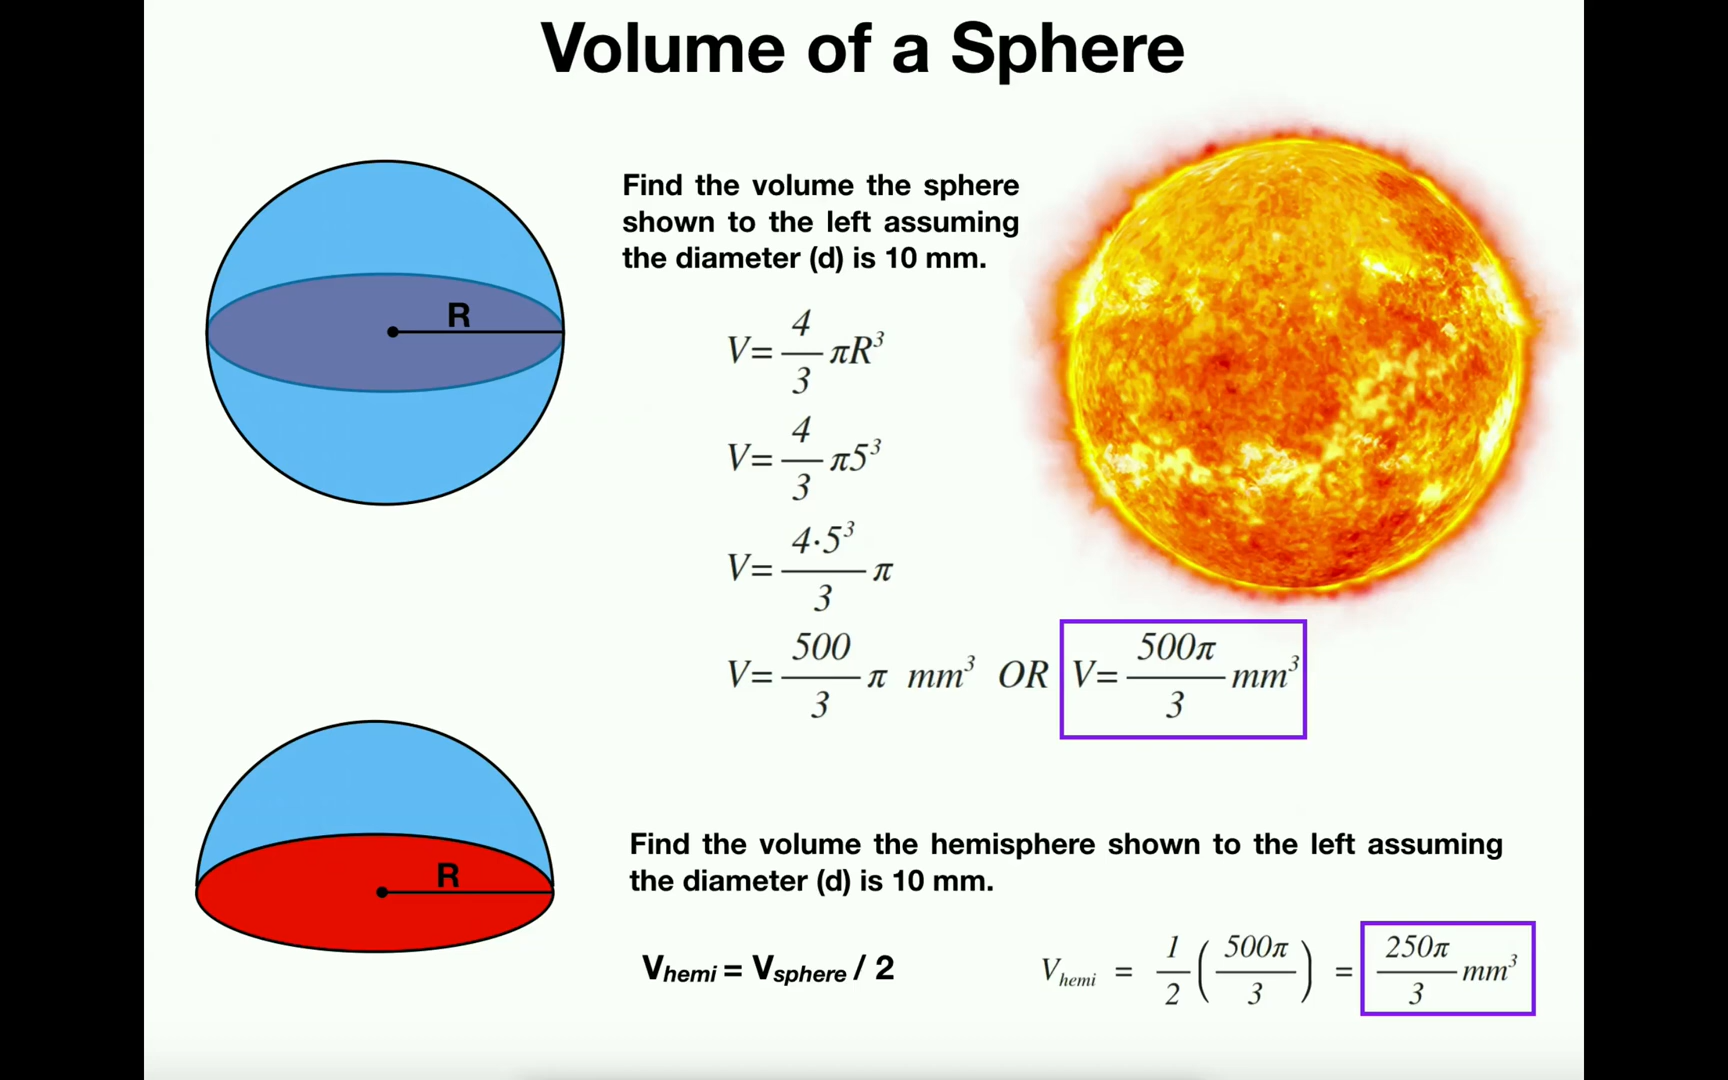 Volume of a Sphere
Find the volume the sphere
shown to the left assuming
the diameter (d) is 10 mm.
R
V= 4/3 πR³
V= 4/3 π5³
V= 4·5³/3 π
V= 500/3 π mm³ OR V= 500π/3 mm³
Find the volume the hemisphere shown to the left assuming
the diameter (d) is 10 mm.
R
Vhemi = Vsphere / 2
Vhemi = 1/2 (500π/3) = 250π/3 mm³